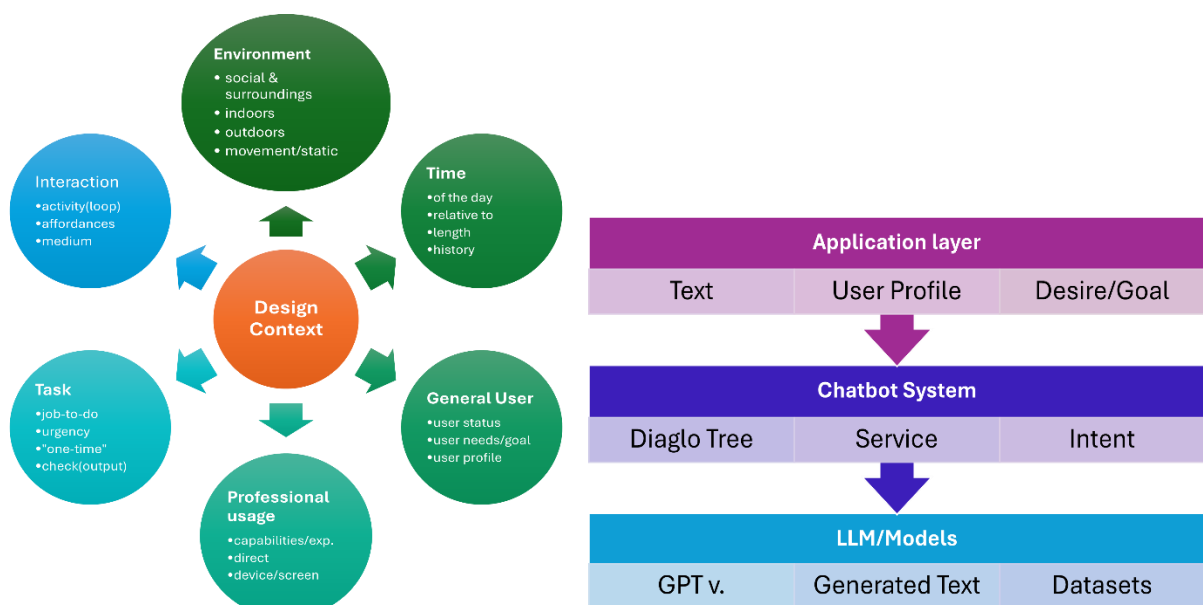 Environment
• social &
surroundings
• indoors
• outdoors
• movement/static
Time
•of the day
•relative to
•length
•history
General User
•user status
•user needs/goal
•user profile
Professional
usage
•capabilities/exp.
•direct
•device/screen
Task
•job-to-do
•urgency
•"one-time"
•check(output)
Interaction
•activity(loop)
•affordances
•medium
Design
Context
Application layer
Text User Profile Desire/Goal
Chatbot System
Diaglo Tree Service Intent
LLM/Models
GPT v. Generated Text Datasets